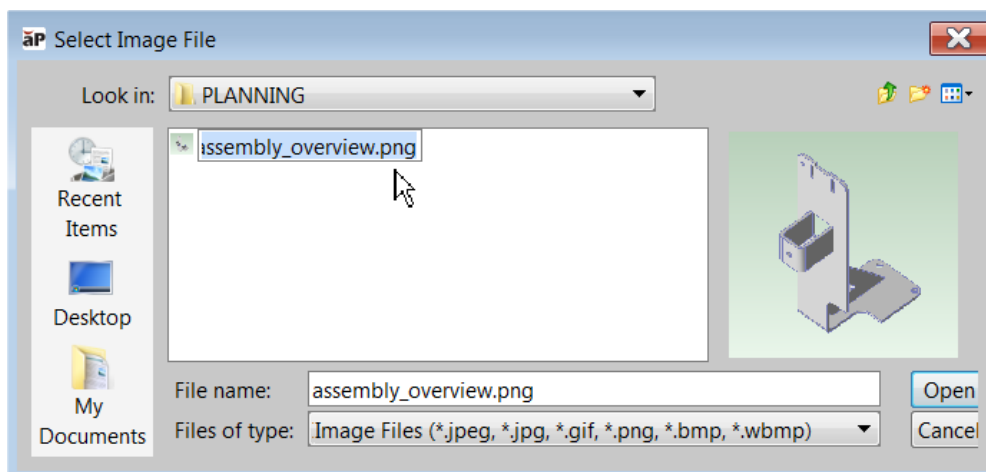 ãP Select Image File
Look in: PLANNING
assembly_overview.png
Recent
Items
Desktop
My
Documents
File name: assembly_overview.png
Files of type: Image Files (*.jpeg, *.jpg, *.gif, *.png, *.bmp, *.wbmp)
Open
Cancel